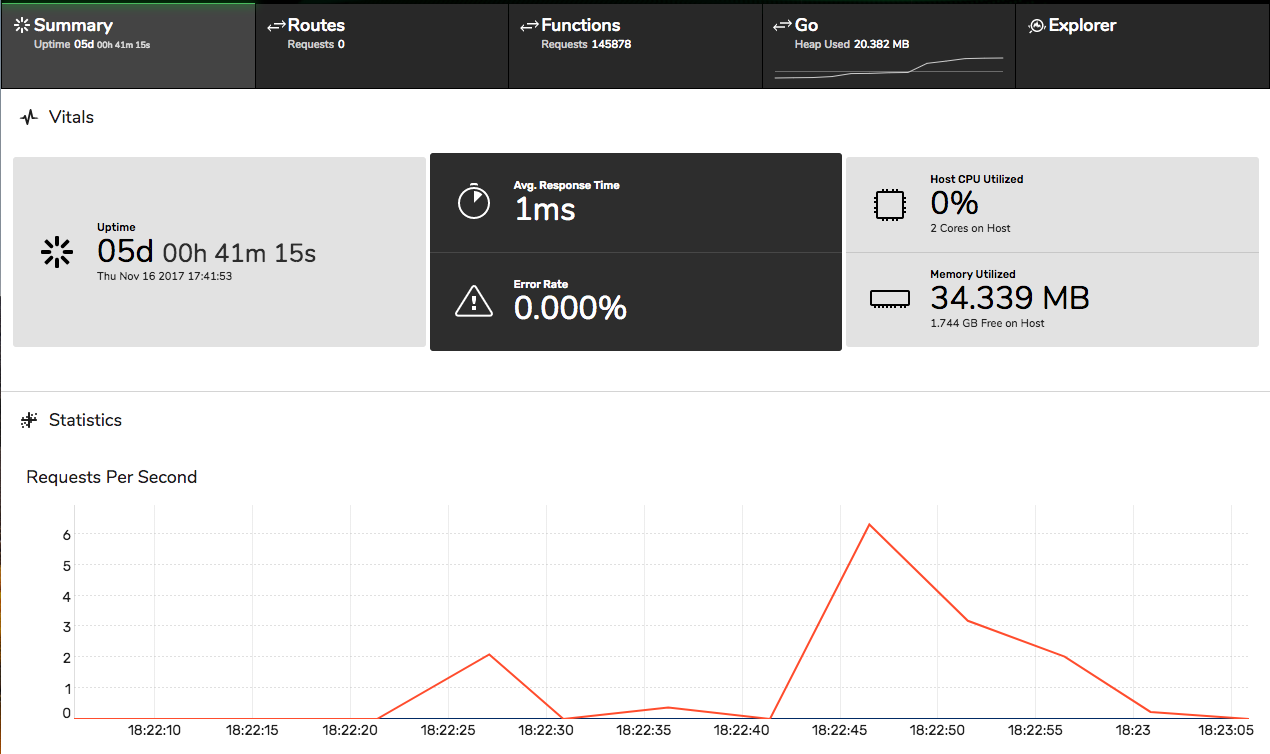 Summary
Uptime 05d 00h 41m 15s
Routes
Requests 0
Functions
Requests 145878
Go
Heap Used 20.382 MB
Explorer
Vitals
Uptime
05d 00h 41m 15s
Thu Nov 16 2017 17:41:53
Avg. Response Time
1ms
Error Rate
0.000%
Host CPU Utilized
0%
2 Cores on Host
Memory Utilized
34.339 MB
1.744 GB Free on Host
Statistics
Requests Per Second
6
5
4
3
2
1
0
18:22:10 18:22:15 18:22:20 18:22:25 18:22:30 18:22:35 18:22:40 18:22:45 18:22:50 18:22:55 18:23 18:23:05